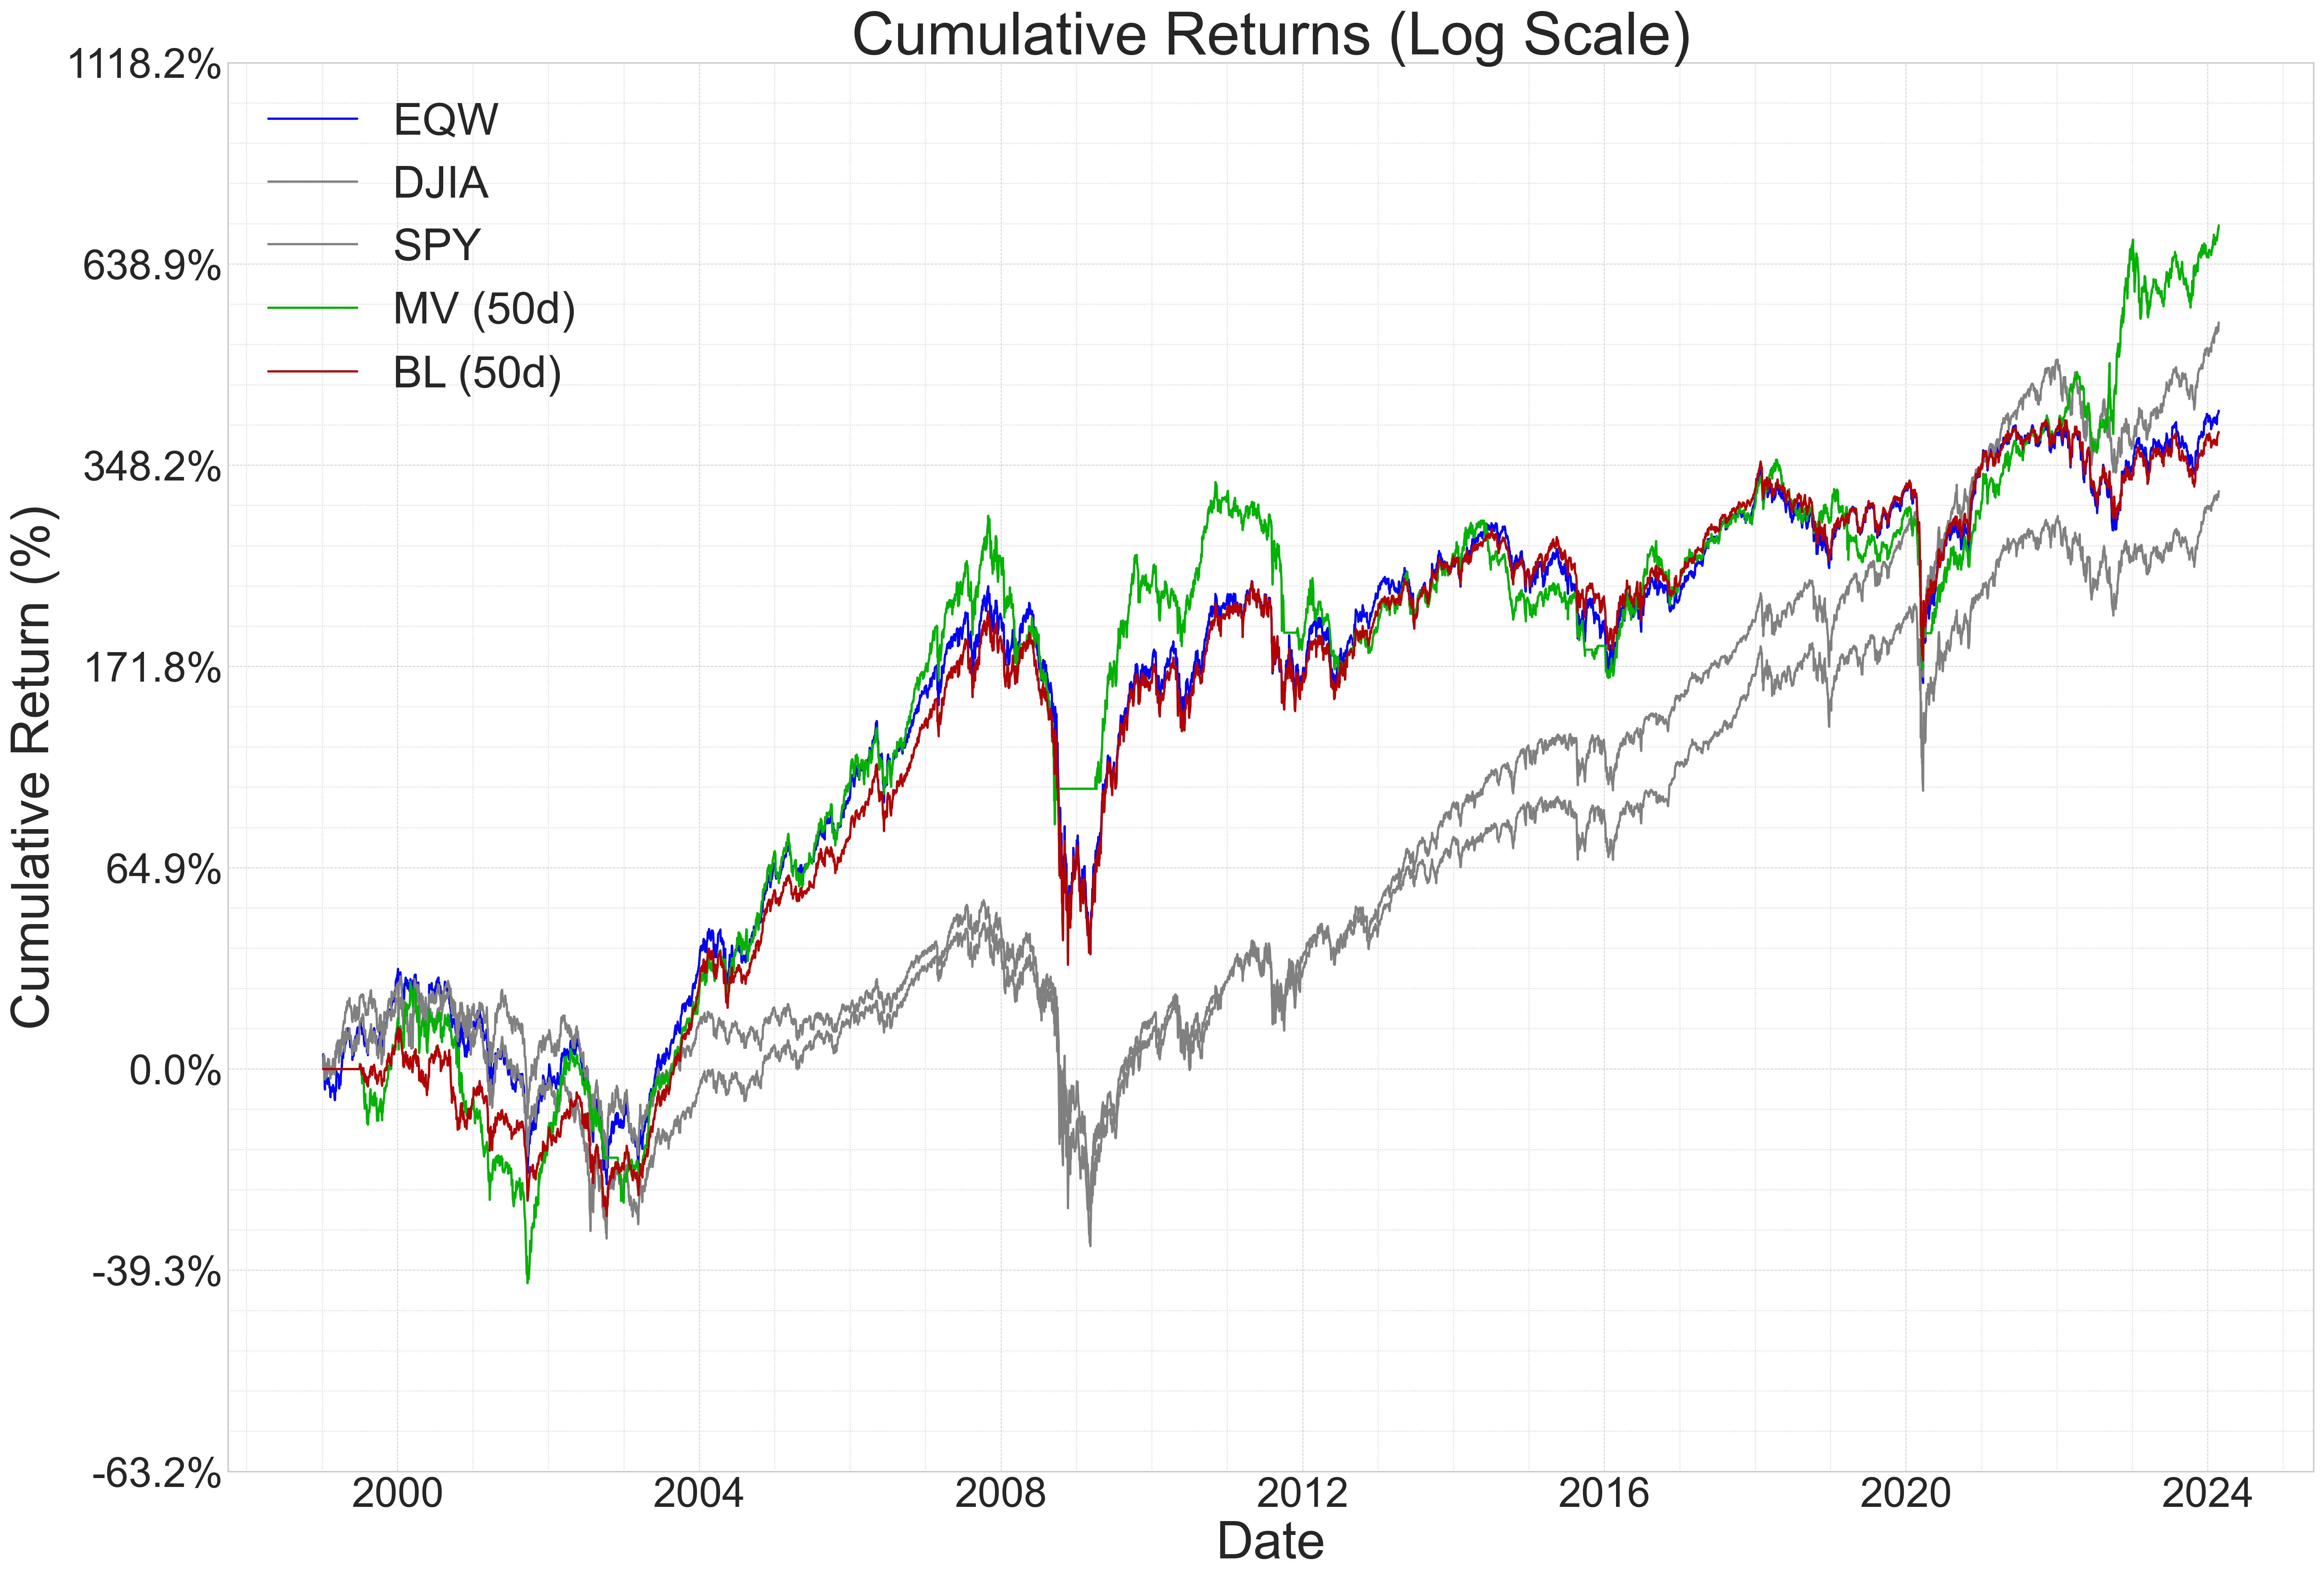 Cumulative Returns (Log Scale)
EQW
DJIA
SPY
MV (50d)
BL (50d)
Cumulative Return (%)
1118.2%
638.9%
348.2%
171.8%
64.9%
0.0%
-39.3%
-63.2%
2000 2004 2008 2012 2016 2020 2024
Date